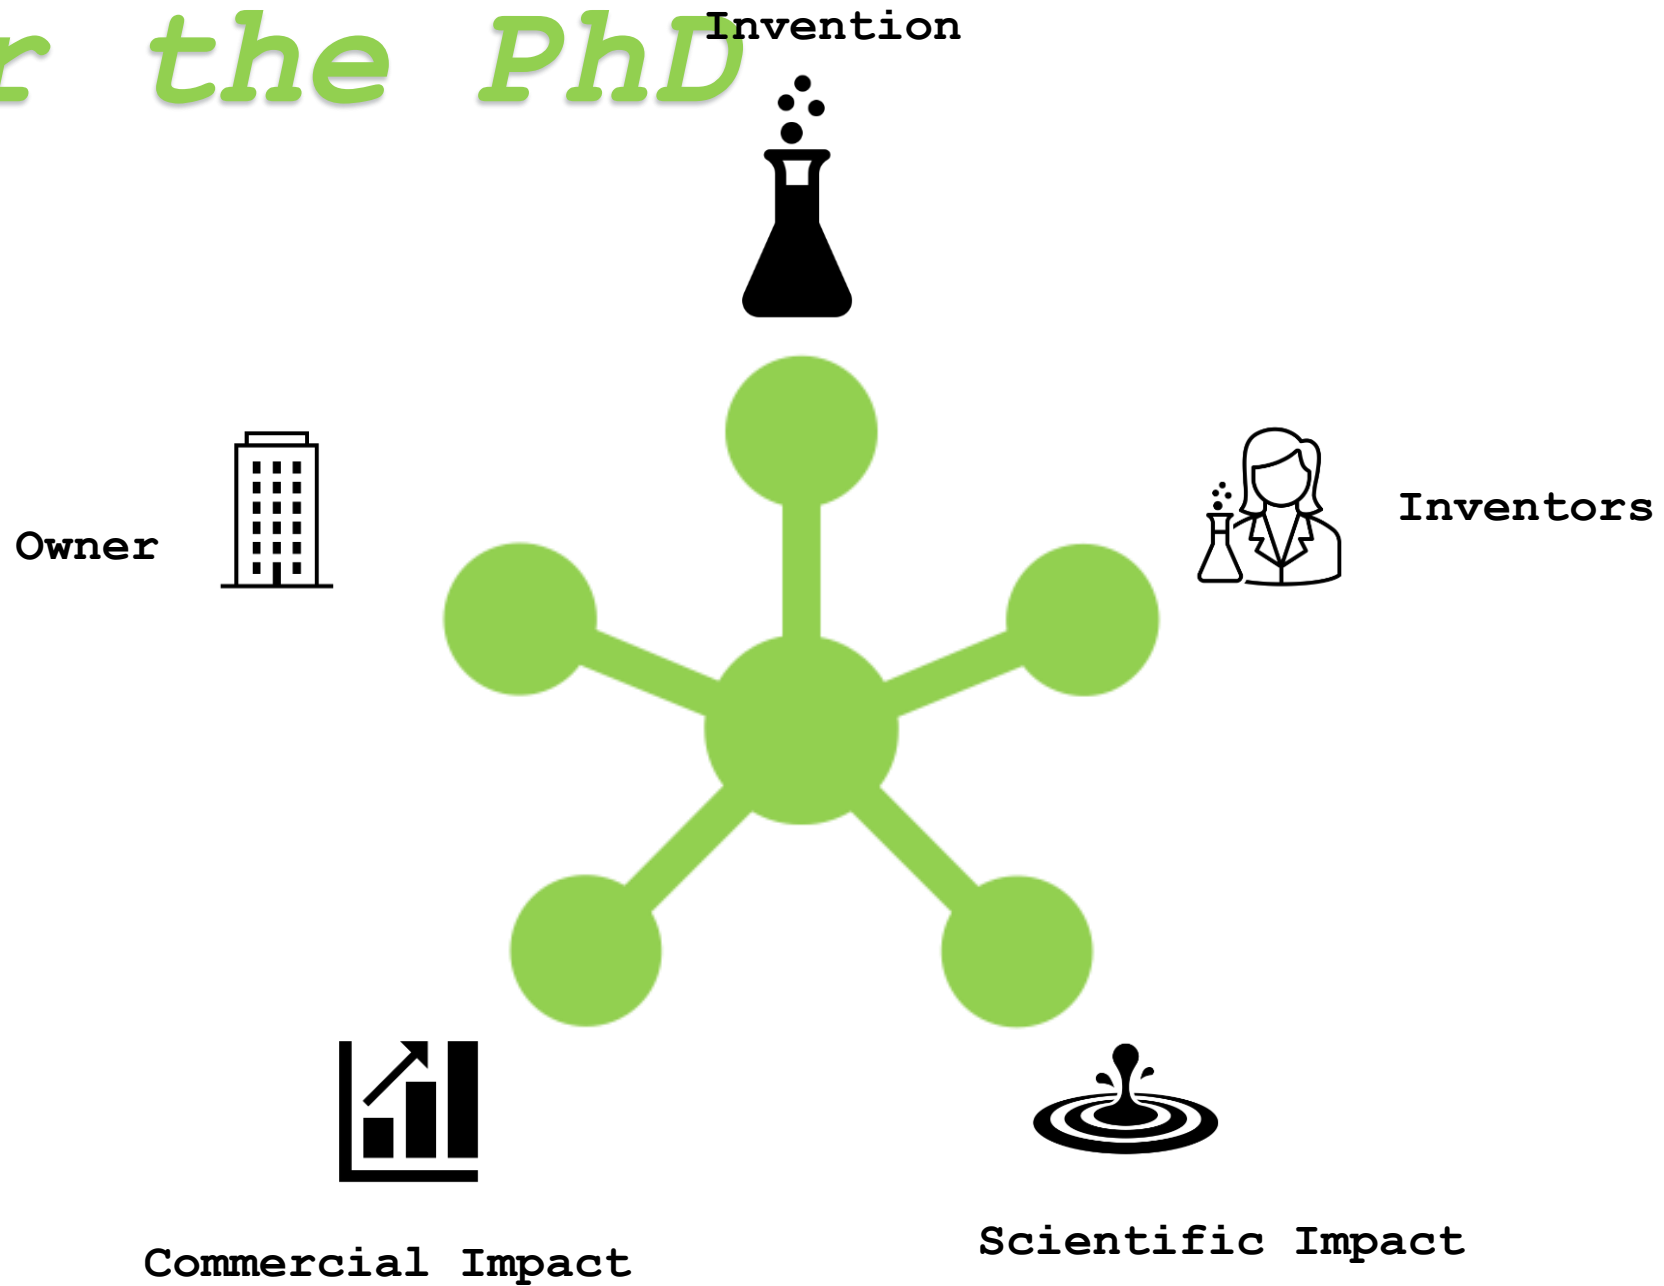 r the PhD
Invention
Inventors
Owner
Scientific Impact
Commercial Impact